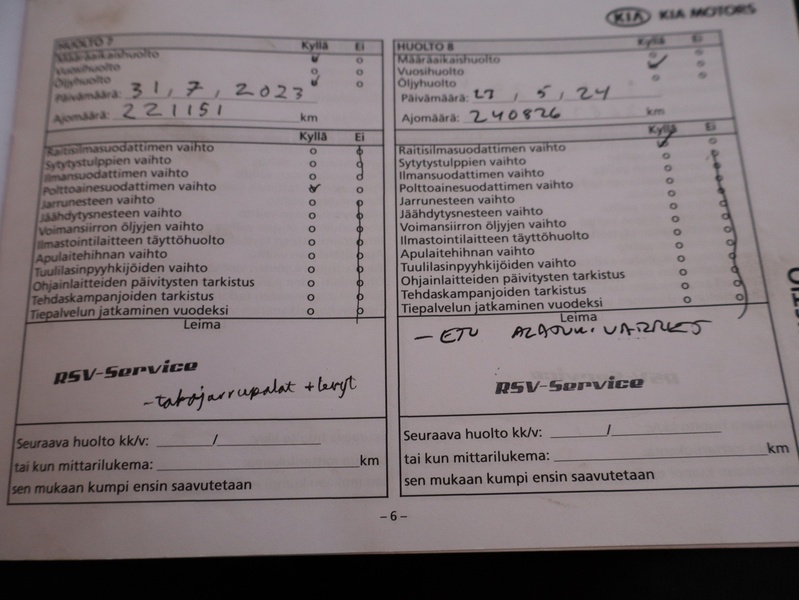 KIA KIA MOTORS
HUOLTO 7 Kyllä Ei
Määräaikaishuolto
Vuosihuolto
Öljyhuolto
Päivämäärä: 31, 7, 2023
Ajomäärä: 221151 km
Kyllä Ei
Raitisilmasuodattimen vaihto
Sytytystulppien vaihto
Ilmansuodattimen vaihto
Polttoainesuodattimen vaihto
Jarrunesteen vaihto
Jäähdytysnesteen vaihto
Voimansiirron öljyjen vaihto
Ilmastointilaitteen täyttöhuolto
Apulaitehihnan vaihto
Tuulilasinpyyhkijöiden vaihto
Ohjainlaitteiden päivitysten tarkistus
Tehdaskampanjoiden tarkistus
Tiepalvelun jatkaminen vuodeksi
Leima
RSV-Service
-takajarrupalat + levyt
Seuraava huolto kk/v: /
tai kun mittarilukema: km
sen mukaan kumpi ensin saavutetaan
HUOLTO 8 Kyllä Ei
Määräaikaishuolto
Vuosihuolto
Öljyhuolto
Päivämäärä: 27, 5, 24
Ajomäärä: 240826 km
Kyllä Ei
Raitisilmasuodattimen vaihto
Sytytystulppien vaihto
Ilmansuodattimen vaihto
Polttoainesuodattimen vaihto
Jarrunesteen vaihto
Jäähdytysnesteen vaihto
Voimansiirron öljyjen vaihto
Ilmastointilaitteen täyttöhuolto
Apulaitehihnan vaihto
Tuulilasinpyyhkijöiden vaihto
Ohjainlaitteiden päivitysten tarkistus
Tehdaskampanjoiden tarkistus
Tiepalvelun jatkaminen vuodeksi
Leima
- ETU ALATUKIVARRET
RSV-Service
Seuraava huolto kk/v: /
tai kun mittarilukema: km
sen mukaan kumpi ensin saavutetaan
- 6 -